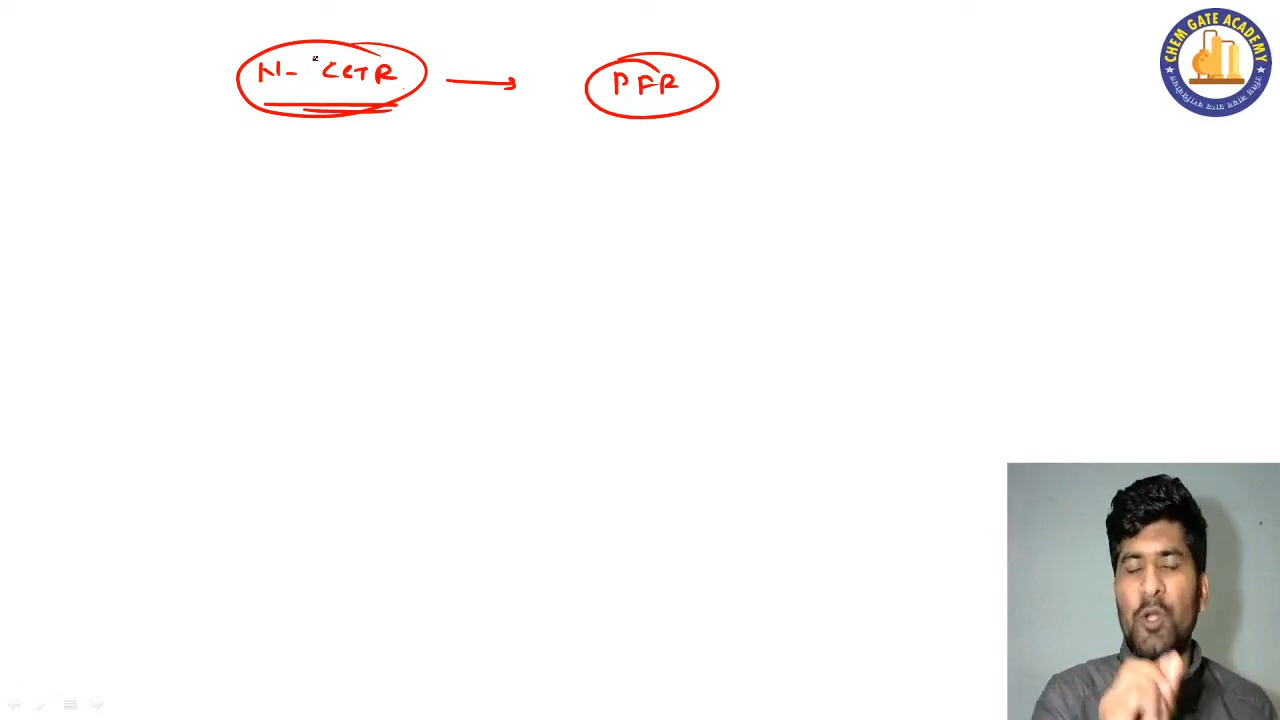 N- CSTR → PFR
CHEM GATE ACADEMY